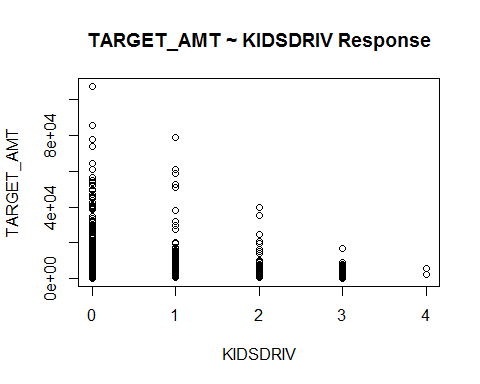 TARGET_AMT ~ KIDSDRIV Response
TARGET_AMT
8e+04
4e+04
0e+00
0 1 2 3 4
KIDSDRIV